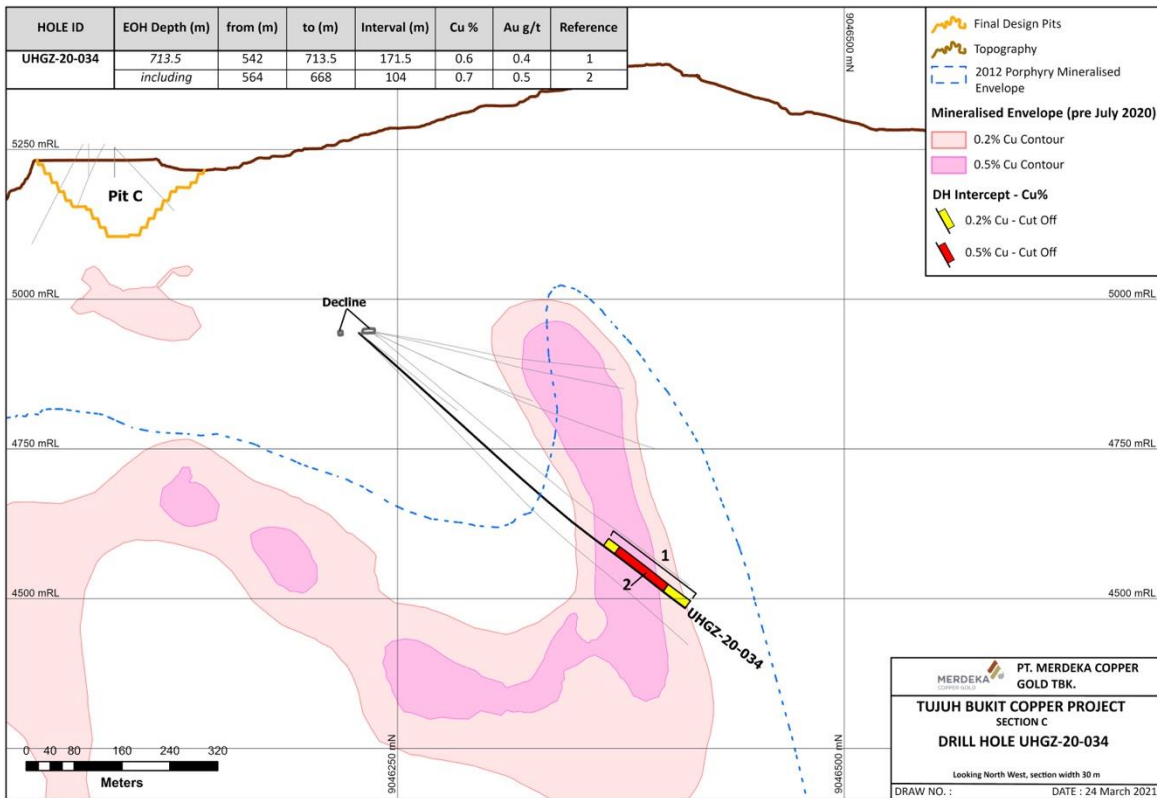 HOLE ID EOH Depth (m) from (m) to (m) Interval (m) Cu % Au g/t Reference
UHGZ-20-034 713.5 542 713.5 171.5 0.6 0.4 1
including 564 668 104 0.7 0.5 2
9046500 mN
Final Design Pits
Topography
2012 Porphyry Mineralised
Envelope
Mineralised Envelope (pre July 2020)
0.2% Cu Contour
0.5% Cu Contour
DH Intercept - Cu%
0.2% Cu - Cut Off
0.5% Cu - Cut Off
5250 mRL
Pit C
5000 mRL
5000 mRL
Decline
4750 mRL
4750 mRL
1
2
4500 mRL
4500 mRL
UHGZ-20-034
9046250 mN
9046500 mN
0 40 80 160 240 320
Meters
MERDEKA
COPPER GOLD
PT. MERDEKA COPPER
GOLD TBK.
TUJUH BUKIT COPPER PROJECT
SECTION C
DRILL HOLE UHGZ-20-034
Looking North West, section width 30 m
DRAW NO. : DATE : 24 March 2021